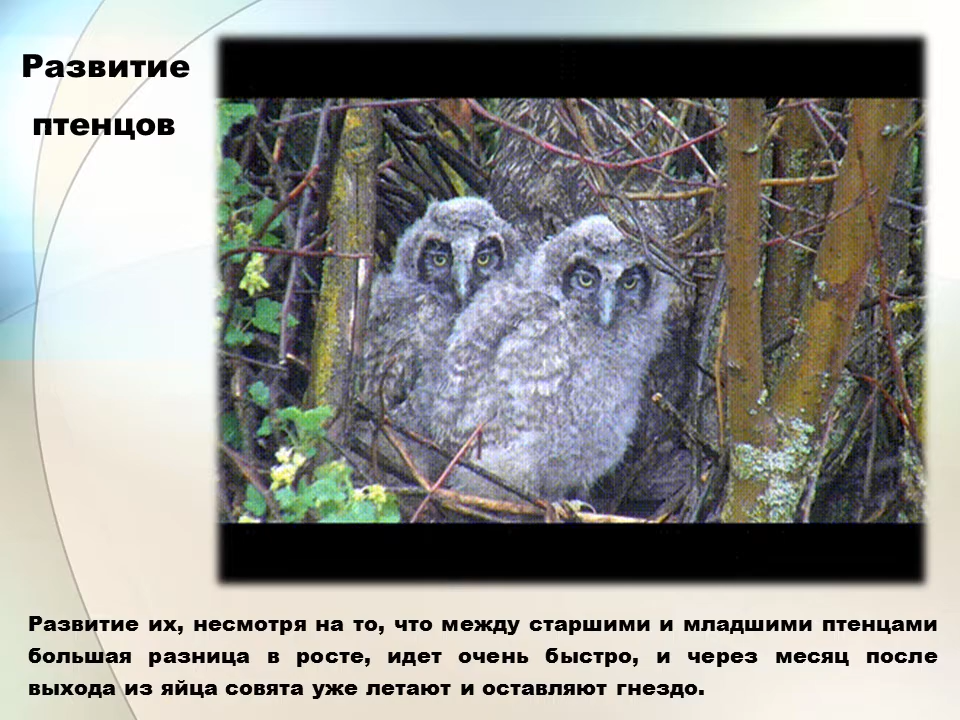 Развитие
птенцов
Развитие их, несмотря на то, что между старшими и младшими птенцами
большая разница в росте, идет очень быстро, и через месяц после
выхода из яйца совята уже летают и оставляют гнездо.